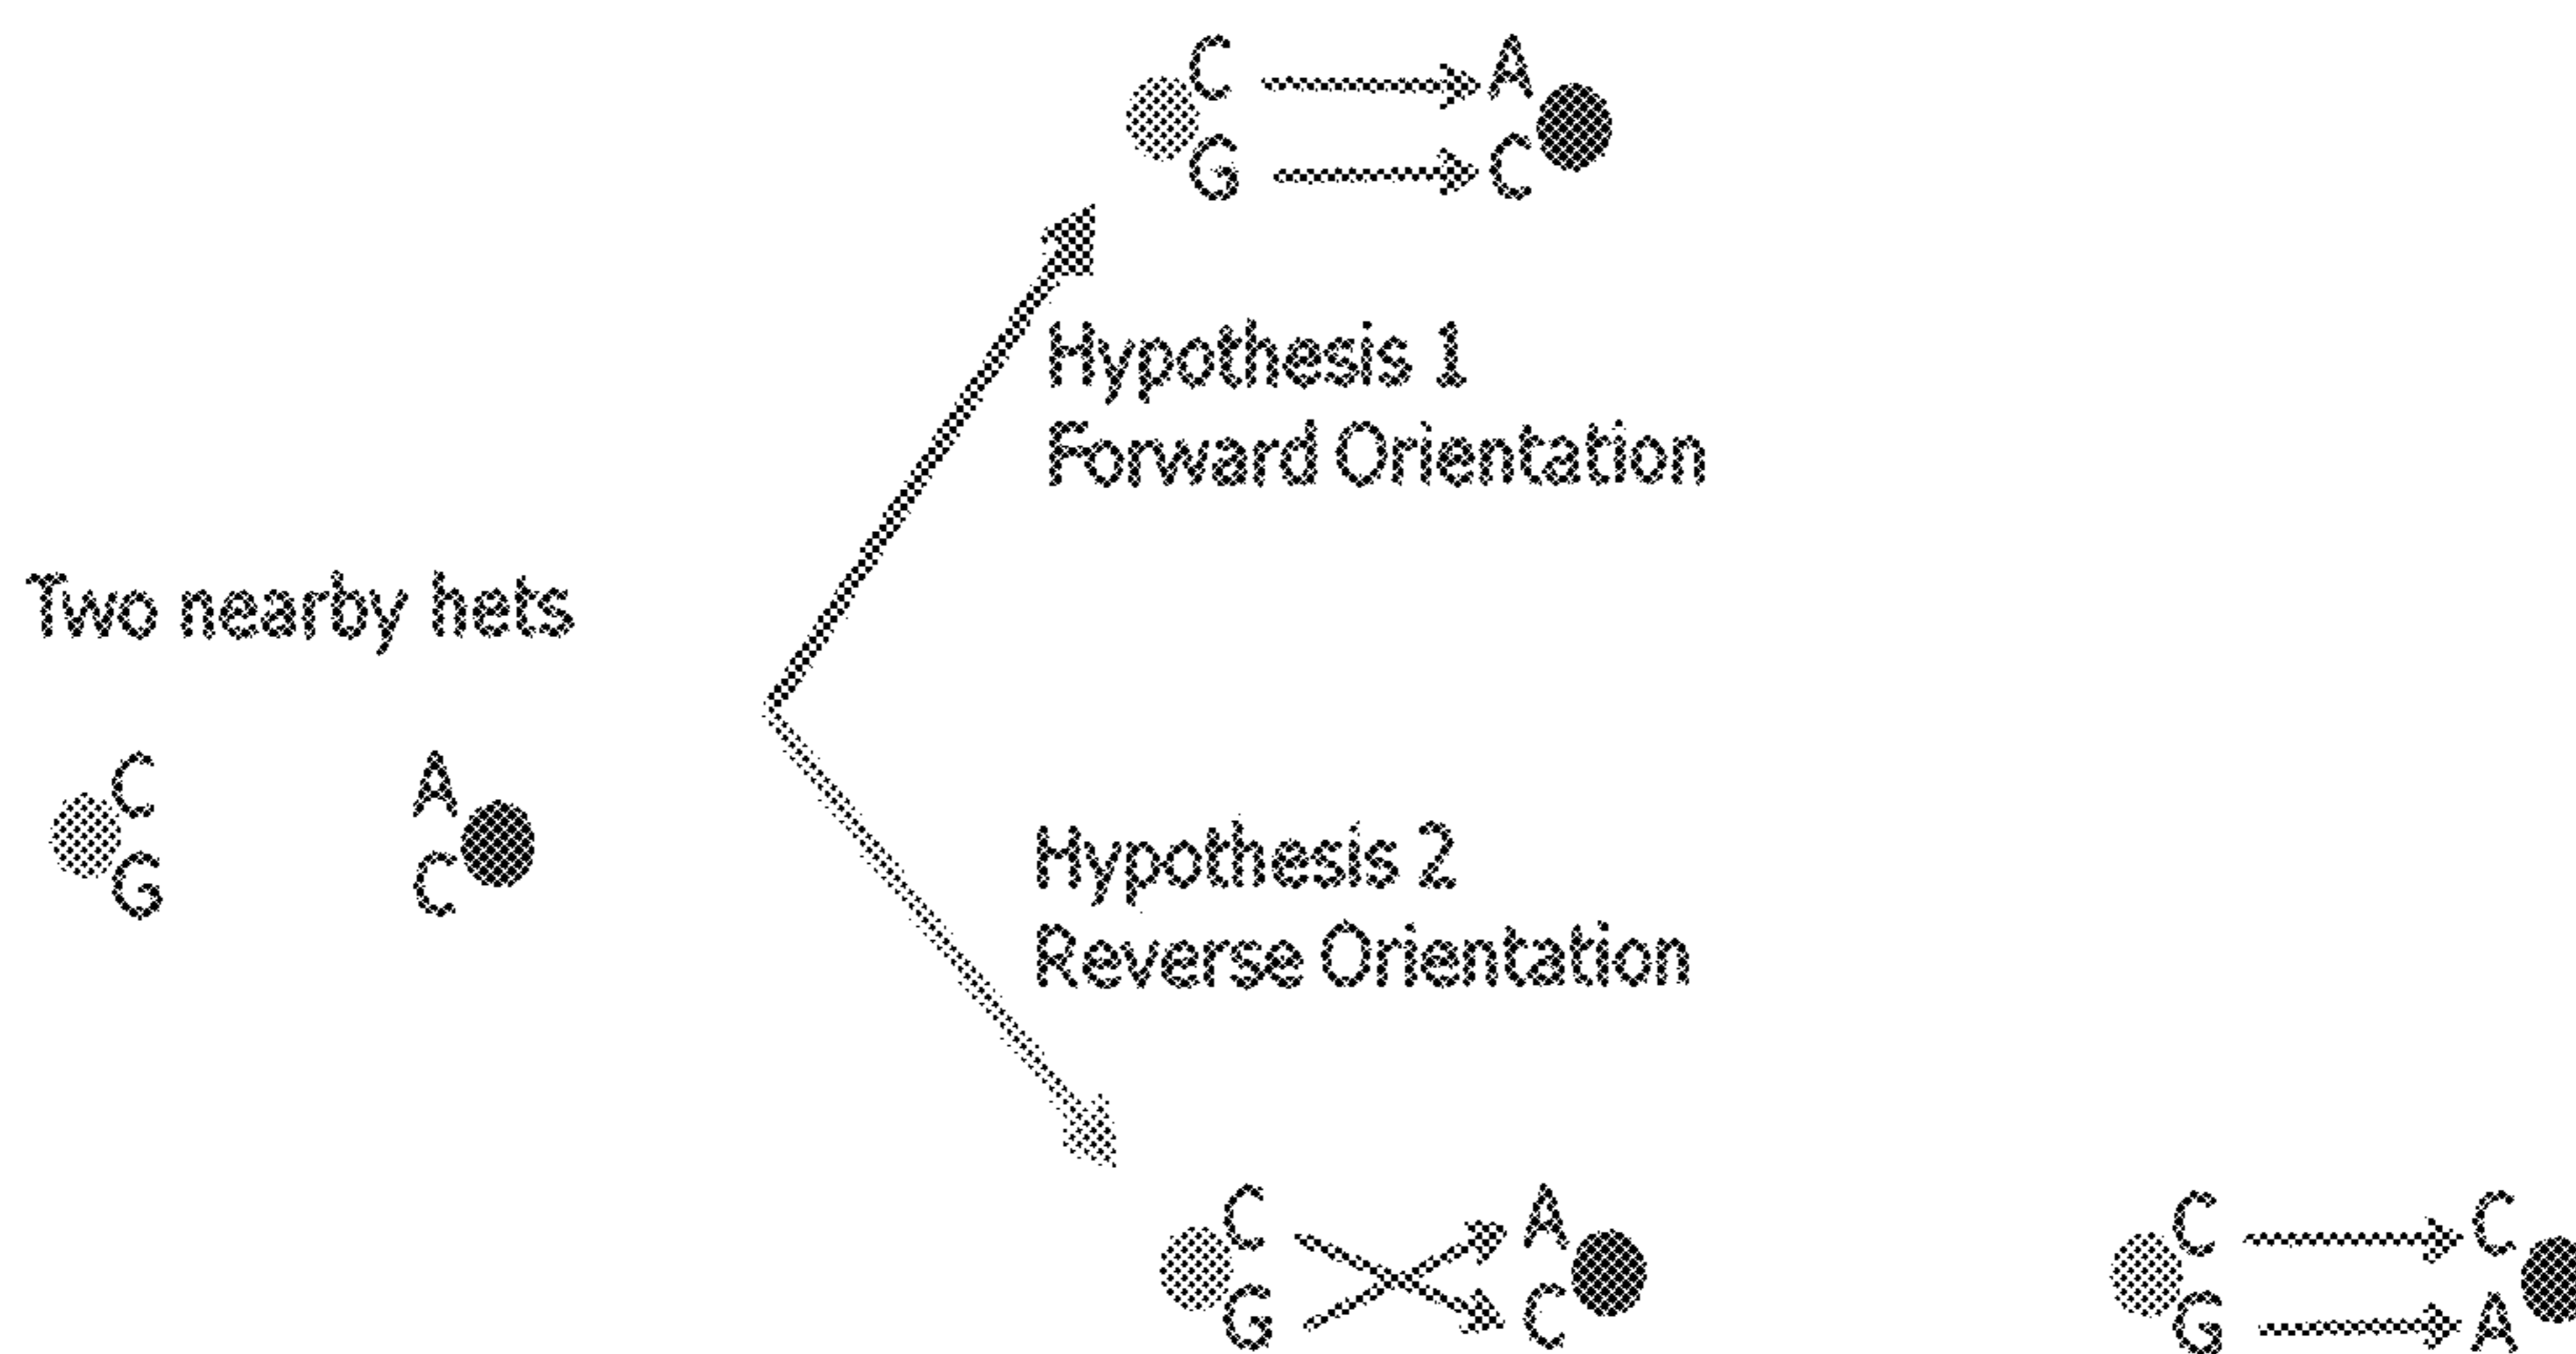 C A
G C
Hypothesis 1
Forward Orientation
Two nearby hets
C A
G C
Hypothesis 2
Reverse Orientation
C A
G C
C C
G A